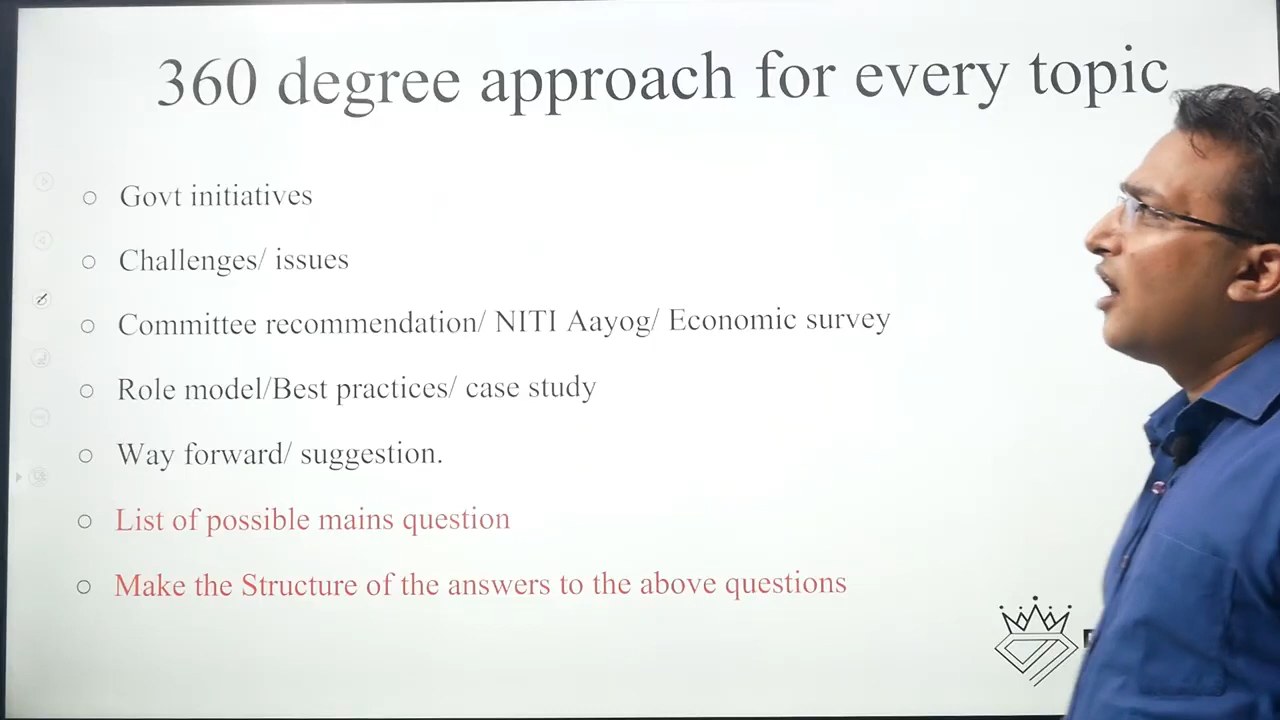 360 degree approach for every topic
○ Govt initiatives
○ Challenges/ issues
○ Committee recommendation/ NITI Aayog/ Economic survey
○ Role model/Best practices/ case study
○ Way forward/ suggestion.
○ List of possible mains question
○ Make the Structure of the answers to the above questions